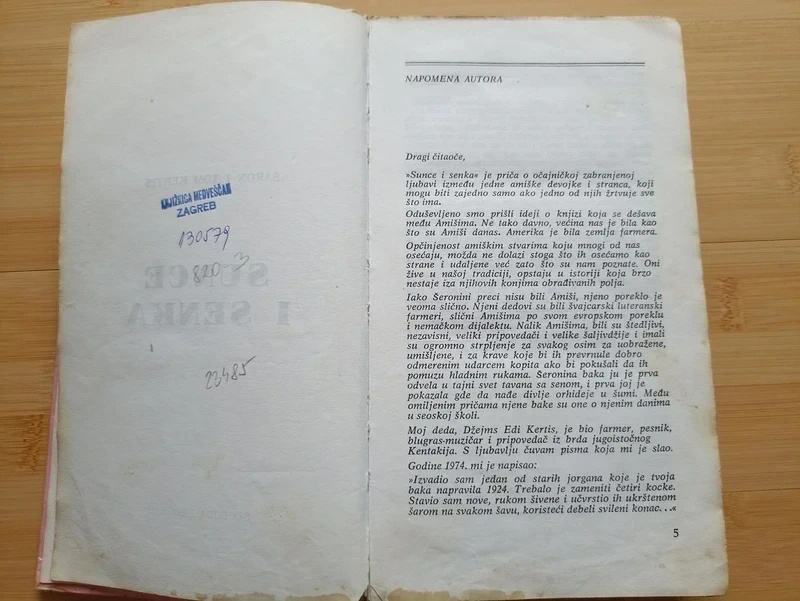 KNJIŽNICA MEDVEŠČAK
ZAGREB
130579
820
23485
NAPOMENA AUTORA
Dragi čitaoče,
»Sunce i senka« je priča o očajničkoj zabranjenoj
ljubavi između jedne amiške devojke i stranca, koji
mogu biti zajedno samo ako jedno od njih žrtvuje sve
što ima.
Oduševljeno smo prišli ideji o knjizi koja se dešava
među Amišima. Ne tako davno, većina nas je bila kao
što su Amiši danas. Amerika je bila zemlja farmera.
Opčinjenost amiškim stvarima koju mnogi od nas
osećaju, možda ne dolazi stoga što ih osećamo kao
strane i udaljene već zato što su nam poznate. Oni
žive u našoj tradiciji, opstaju u istoriji koja brzo
nestaje iza njihovih konjima obrađivanih polja.
Iako Seronini preci nisu bili Amiši, njeno poreklo je
veoma slično. Njeni dedovi su bili švajcarski luteranski
farmeri, slični Amišima po svom evropskom poreklu
i nemačkom dijalektu. Nalik Amišima, bili su štedljivi,
nezavisni, veliki pripovedači i velike šaljivdžije i imali
su ogromno strpljenje za svakog osim za uobražene,
umišljene, i za krave koje bi ih prevrnule dobro
odmerenim udarcem kopita ako bi pokušali da ih
pomuzu hladnim rukama. Seronina baka ju je prva
odvela u tajni svet tavana sa senom, i prva joj je
pokazala gde da nađe divlje orhideje u šumi. Među
omiljenim pričama njene bake su one o njenim danima
u seoskoj školi.
Moj deda, Džejms Edi Kertis, je bio farmer, pesnik,
blugras-muzičar i pripovedač iz brda jugoistočnog
Kentakija. S ljubavlju čuvam pisma koja mi je slao.
Godine 1974. mi je napisao:
»Izvadio sam jedan od starih jorgana koje je tvoja
baka napravila 1924. Trebalo je zameniti četiri kocke.
Stavio sam nove, rukom šivene i učvrstio ih ukrštenom
šarom na svakom šavu, koristeći debeli svileni konac...«
5